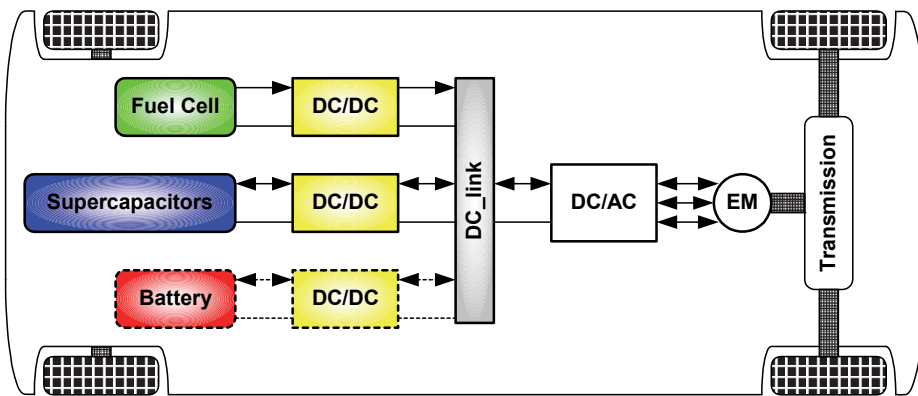 Fuel Cell
DC/DC
Supercapacitors
DC/DC
Battery
DC/DC
DC_link
DC/AC
EM
Transmission